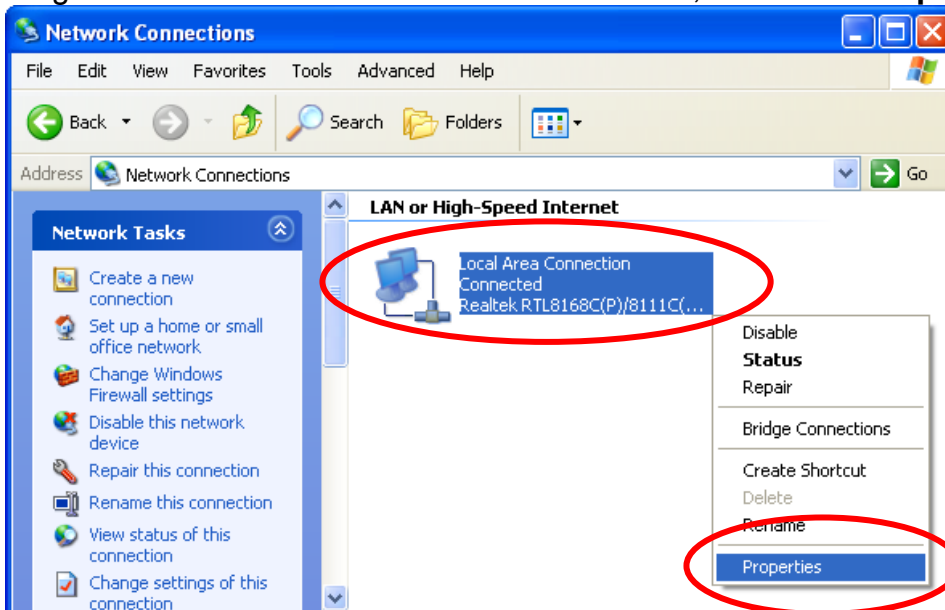 Network Connections
File Edit View Favorites Tools Advanced Help
Back Search Folders
Address Network Connections Go
Network Tasks
Create a new
connection
Set up a home or small
office network
Change Windows
Firewall settings
Disable this network
device
Repair this connection
Rename this connection
View status of this
connection
Change settings of this
connection
LAN or High-Speed Internet
Local Area Connection
Connected
Realtek RTL8168C(P)/8111C(...
Disable
Status
Repair
Bridge Connections
Create Shortcut
Delete
Rename
Properties